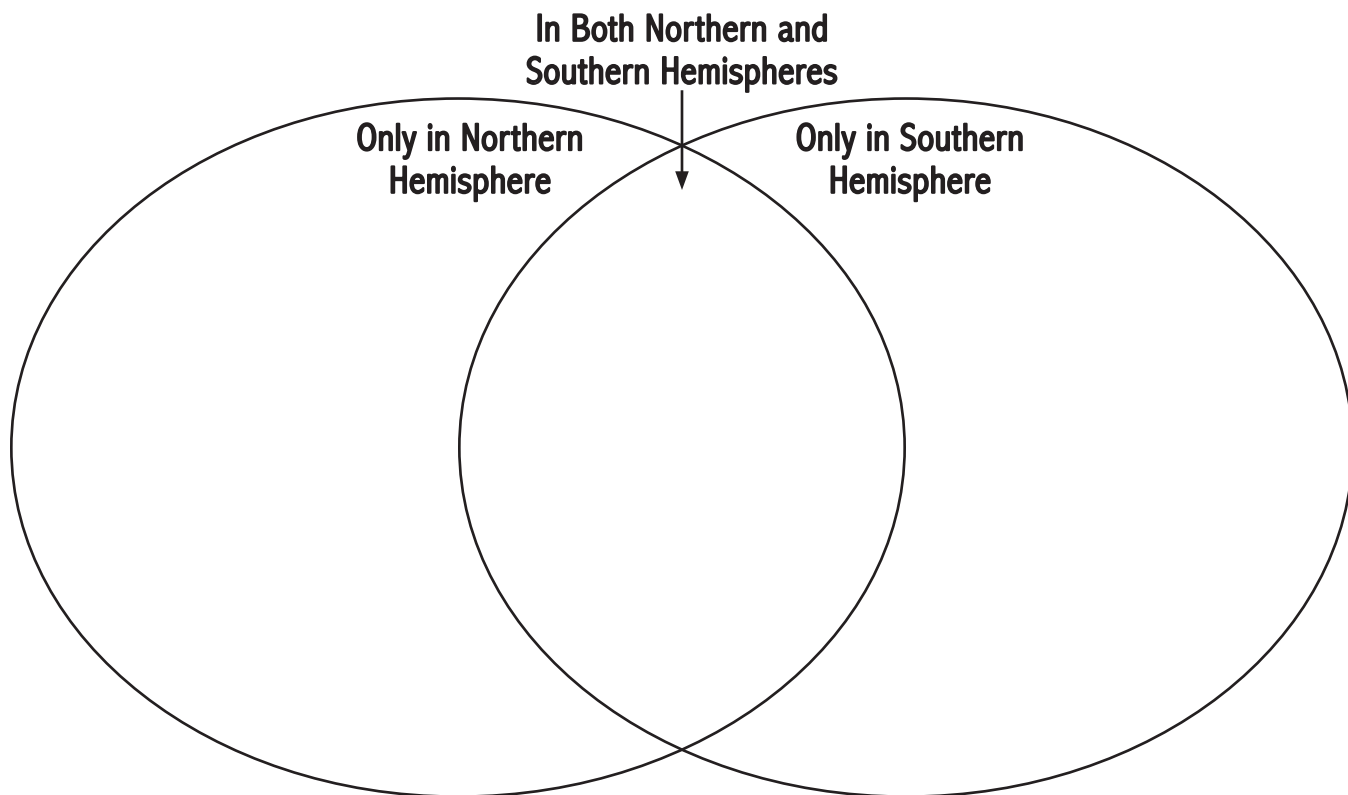 In Both Northern and
Southern Hemispheres
Only in Northern
Hemisphere
Only in Southern
Hemisphere